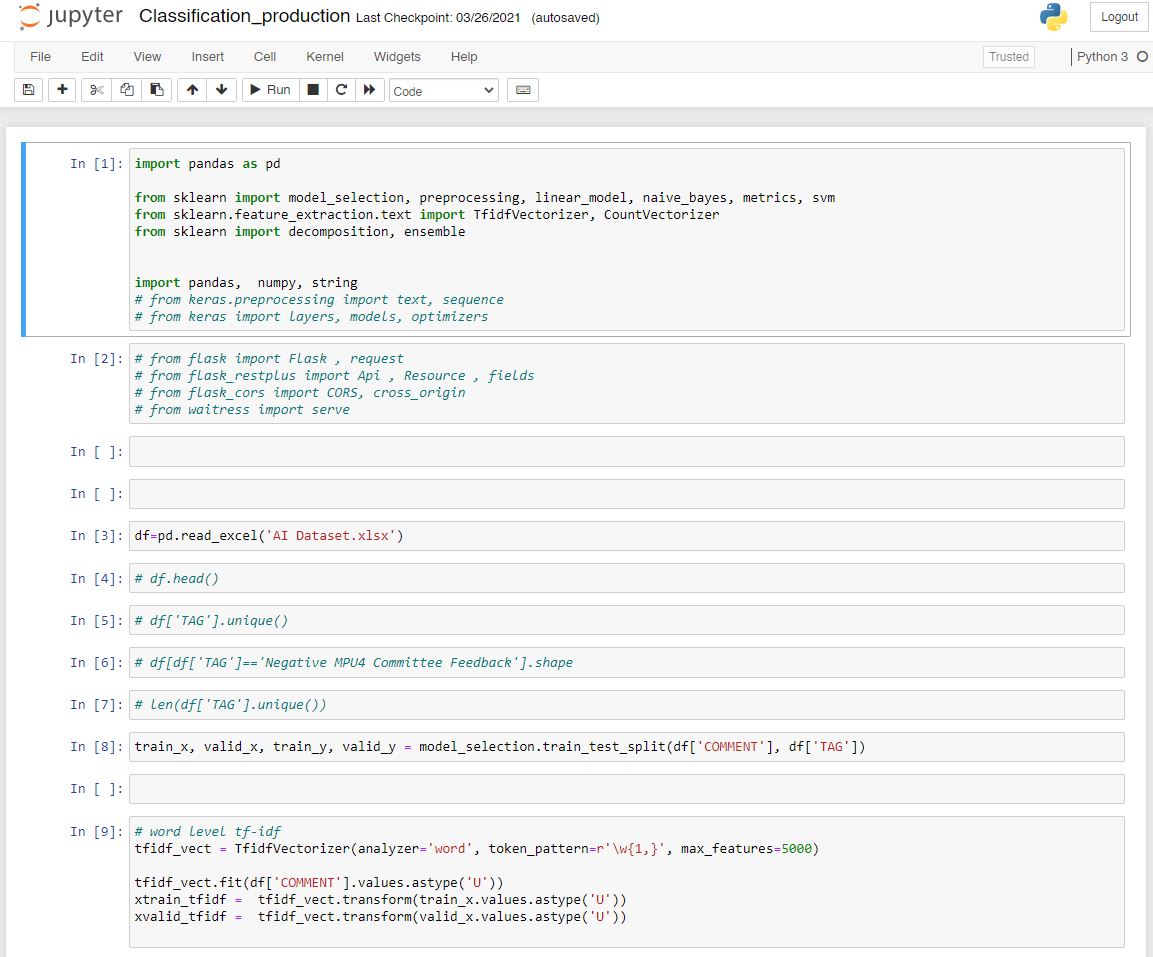 jupyter Classification_production Last Checkpoint: 03/26/2021 (autosaved) Logout
File Edit View Insert Cell Kernel Widgets Help Trusted Python 3
Run Code
In [1]: import pandas as pd
from sklearn import model_selection, preprocessing, linear_model, naive_bayes, metrics, svm
from sklearn.feature_extraction.text import TfidfVectorizer, CountVectorizer
from sklearn import decomposition, ensemble
import pandas,  numpy, string
# from keras.preprocessing import text, sequence
# from keras import layers, models, optimizers
In [2]: # from flask import Flask , request
# from flask_restplus import Api , Resource , fields
# from flask_cors import CORS, cross_origin
# from waitress import serve
In [ ]:
In [ ]:
In [3]: df=pd.read_excel('AI Dataset.xlsx')
In [4]: # df.head()
In [5]: # df['TAG'].unique()
In [6]: # df[df['TAG']=='Negative MPU4 Committee Feedback'].shape
In [7]: # len(df['TAG'].unique())
In [8]: train_x, valid_x, train_y, valid_y = model_selection.train_test_split(df['COMMENT'], df['TAG'])
In [ ]:
In [9]: # word level tf-idf
tfidf_vect = TfidfVectorizer(analyzer='word', token_pattern=r'\w{1,}', max_features=5000)
tfidf_vect.fit(df['COMMENT'].values.astype('U'))
xtrain_tfidf =  tfidf_vect.transform(train_x.values.astype('U'))
xvalid_tfidf =  tfidf_vect.transform(valid_x.values.astype('U'))